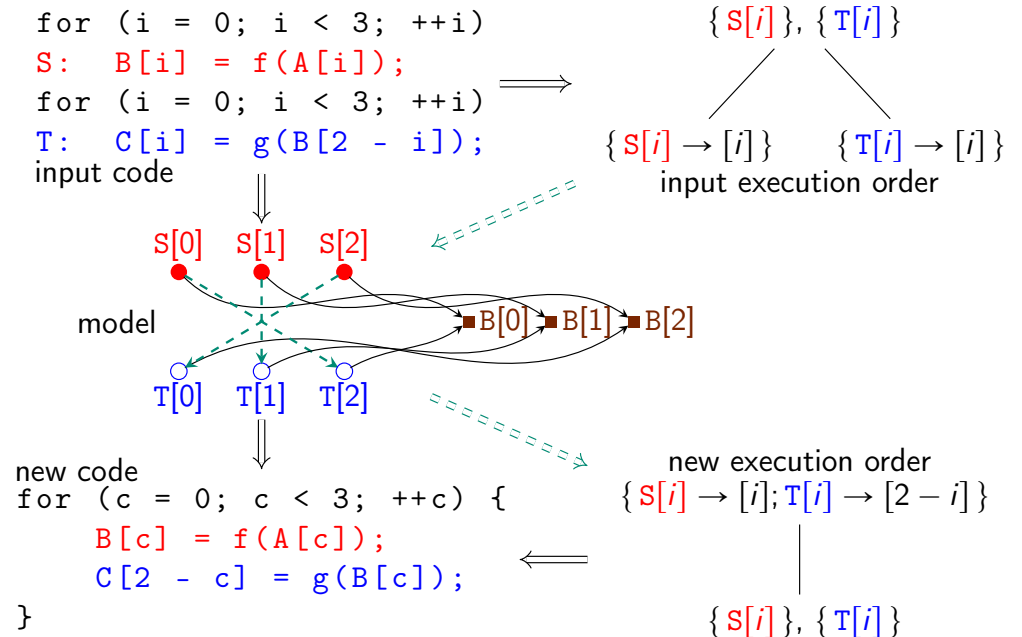 for (i = 0; i < 3; ++i)
S: B[i] = f(A[i]);
for (i = 0; i < 3; ++i)
T: C[i] = g(B[2 - i]);
input code
{ S[i] }, { T[i] }
{ S[i] → [i] } { T[i] → [i] }
input execution order
S[0] S[1] S[2]
model
B[0] B[1] B[2]
T[0] T[1] T[2]
new code
for (c = 0; c < 3; ++c) {
B[c] = f(A[c]);
C[2 - c] = g(B[c]);
}
new execution order
{ S[i] → [i]; T[i] → [2 − i] }
{ S[i] }, { T[i] }